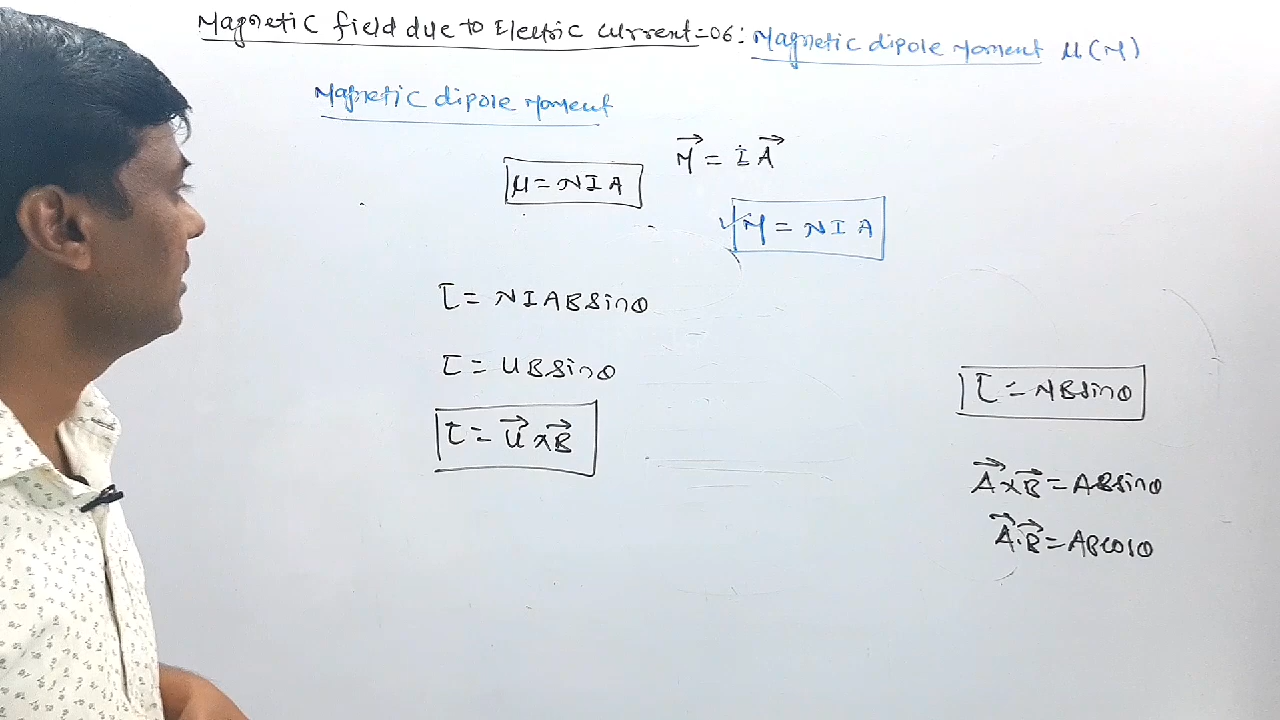 Magnetic field due to Electric current=06: Magnetic dipole Moment μ(M)
Magnetic dipole Moment
μ = NIA
M⃗ = I A⃗
M = NIA
τ = NIABsinθ
τ = μBsinθ
τ = μ⃗ × B⃗
τ = MBsinθ
A⃗ × B⃗ = ABsinθ
A⃗ · B⃗ = ABcosθ